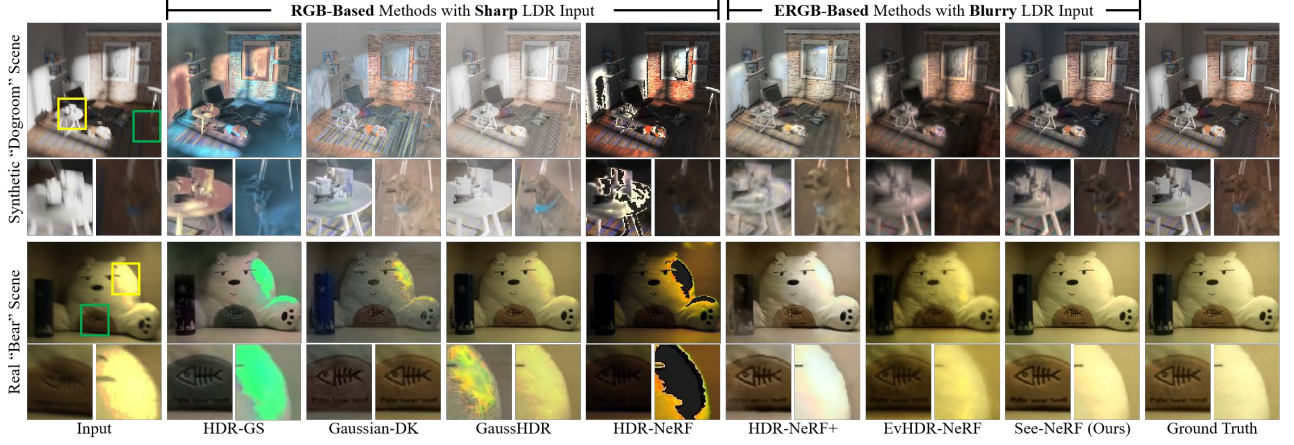 RGB-Based Methods with Sharp LDR Input
ERGB-Based Methods with Blurry LDR Input
Synthetic “Dogroom” Scene
Real “Bear” Scene
Input
HDR-GS
Gaussian-DK
GaussHDR
HDR-NeRF
HDR-NeRF+
EvHDR-NeRF
See-NeRF (Ours)
Ground Truth